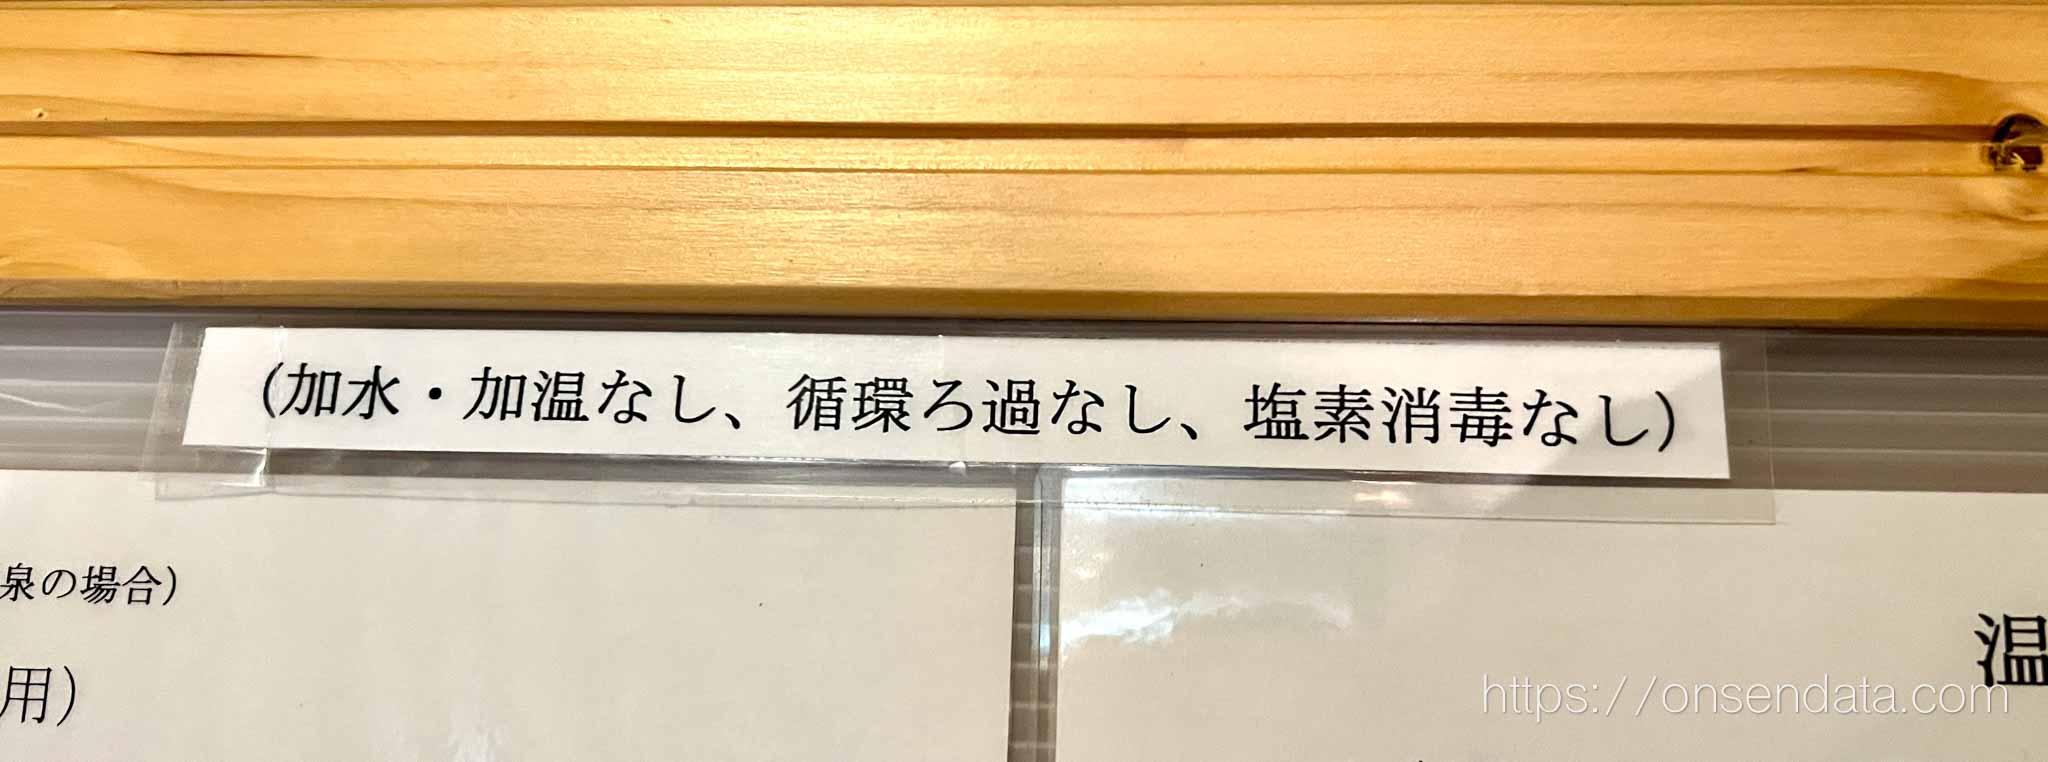 （加水・加温なし、循環ろ過なし、塩素消毒なし）
泉の場合）
用）
温
https://onsendata.com